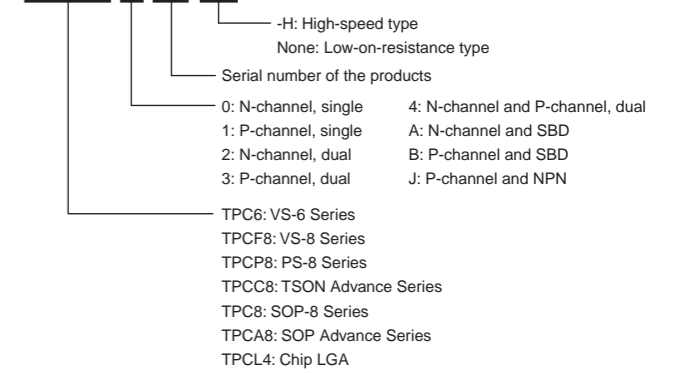 -H: High-speed type
None: Low-on-resistance type
Serial number of the products
0: N-channel, single 4: N-channel and P-channel, dual
1: P-channel, single A: N-channel and SBD
2: N-channel, dual B: P-channel and SBD
3: P-channel, dual J: P-channel and NPN
TPC6: VS-6 Series
TPCF8: VS-8 Series
TPCP8: PS-8 Series
TPCC8: TSON Advance Series
TPC8: SOP-8 Series
TPCA8: SOP Advance Series
TPCL4: Chip LGA